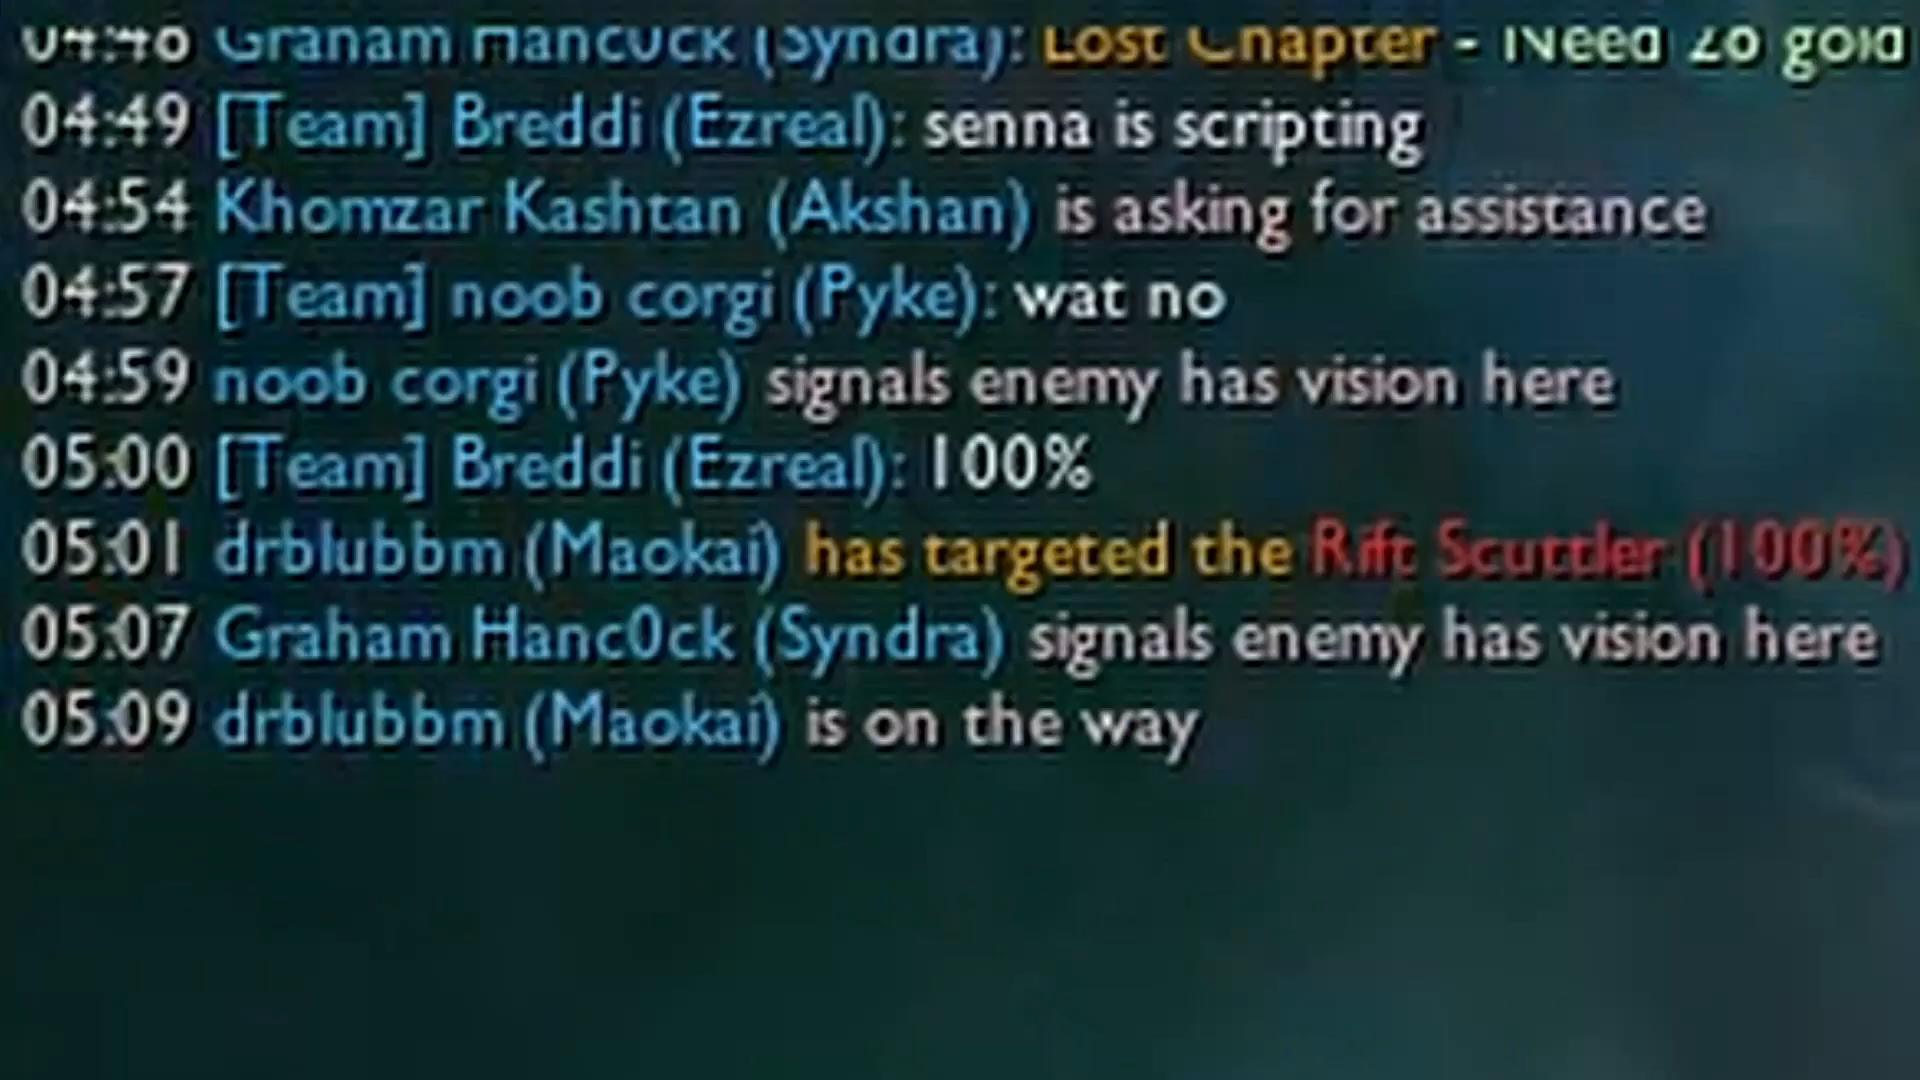 Graham Hanc0ck (Syndra): Lost Chapter - Need gold
04:49 [Team] Breddi (Ezreal): senna is scripting
04:54 Khomzar Kashtan (Akshan) is asking for assistance
04:57 [Team] noob corgi (Pyke): wat no
04:59 noob corgi (Pyke) signals enemy has vision here
05:00 [Team] Breddi (Ezreal): 100%
05:01 drblubbm (Maokai) has targeted the Rift Scuttler (100%)
05:07 Graham Hanc0ck (Syndra) signals enemy has vision here
05:09 drblubbm (Maokai) is on the way